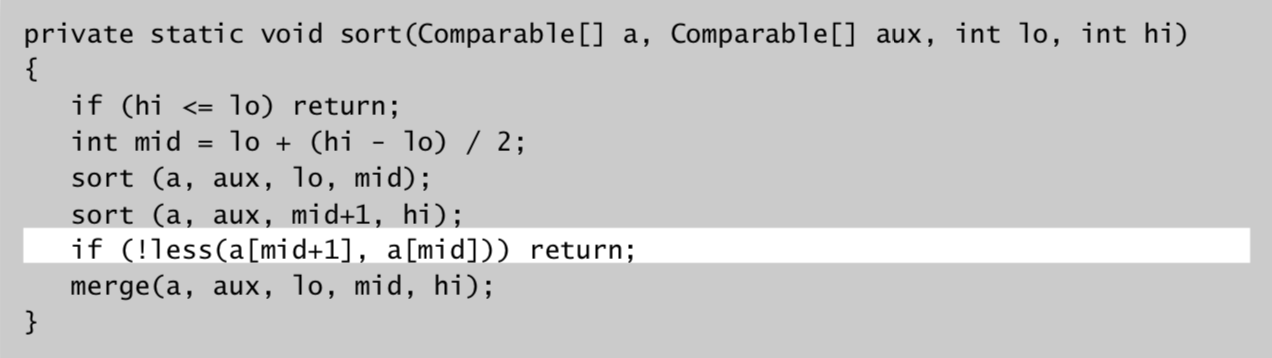 private static void sort(Comparable[] a, Comparable[] aux, int lo, int hi)
{
   if (hi <= lo) return;
   int mid = lo + (hi - lo) / 2;
   sort (a, aux, lo, mid);
   sort (a, aux, mid+1, hi);
   if (!less(a[mid+1], a[mid])) return;
   merge(a, aux, lo, mid, hi);
}